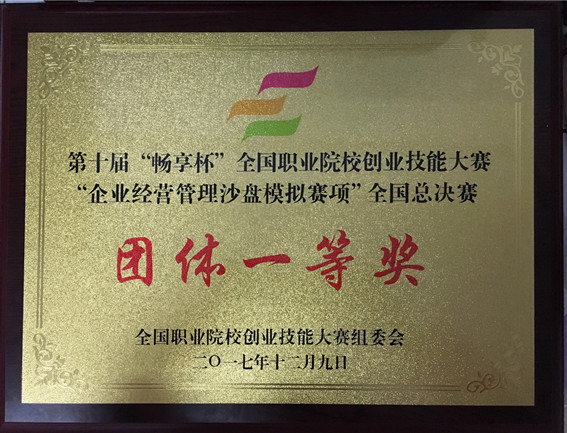 第十届“畅享杯”全国职业院校创业技能大赛
“企业经营管理沙盘模拟赛项”全国总决赛
团体一等奖
全国职业院校创业技能大赛组委会
二〇一七年十二月九日